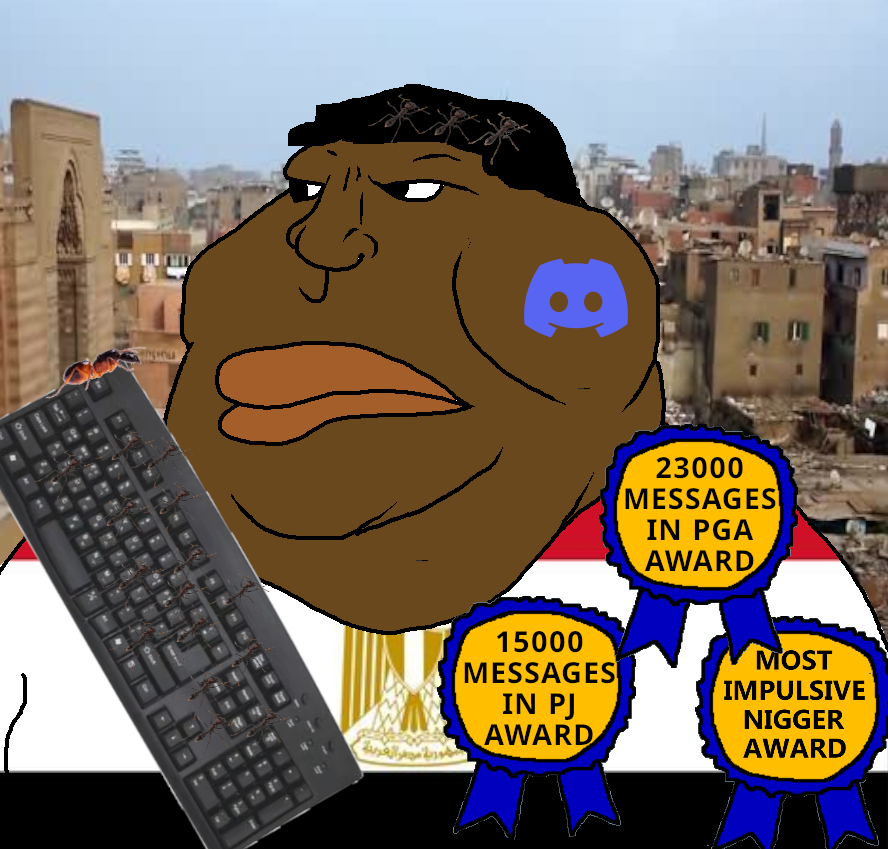 23000
MESSAGES
IN PGA
AWARD
15000
MESSAGES
IN PJ
AWARD
MOST
IMPULSIVE
NIGGER
AWARD